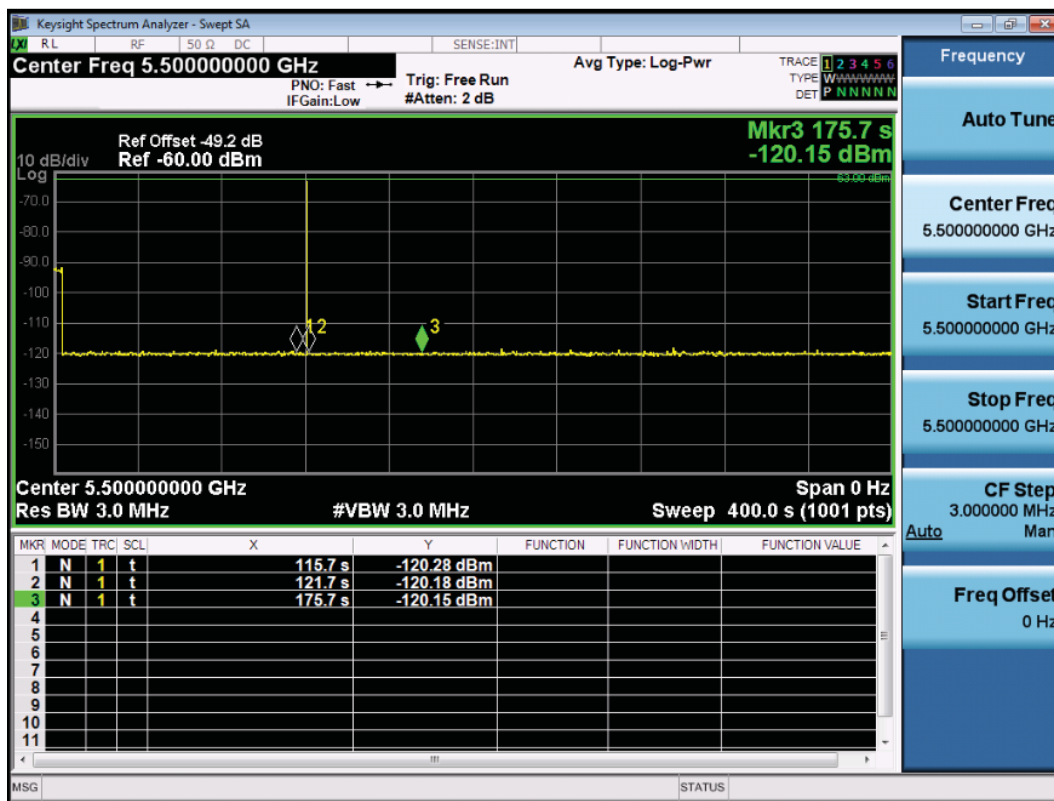 Keysight Spectrum Analyzer - Swept SA
LXI RL RF 50 Ω DC SENSE:INT
Center Freq 5.500000000 GHz
PNO: Fast
IFGain:Low
Trig: Free Run
#Atten: 2 dB
Avg Type: Log-Pwr
TRACE 1 2 3 4 5 6
TYPE WWWWWW
DET P N N N N N
Ref Offset -49.2 dB
10 dB/div Ref -60.00 dBm
Log
Mkr3 175.7 s
-120.15 dBm
-63.00 dBm
-70.0
-80.0
-90.0
-100
-110
-120
-130
-140
-150
1 2 3
Center 5.500000000 GHz Span 0 Hz
Res BW 3.0 MHz #VBW 3.0 MHz Sweep 400.0 s (1001 pts)
MKR MODE TRC SCL X Y FUNCTION FUNCTION WIDTH FUNCTION VALUE
1 N 1 t 115.7 s -120.28 dBm
2 N 1 t 121.7 s -120.18 dBm
3 N 1 t 175.7 s -120.15 dBm
4
5
6
7
8
9
10
11
MSG STATUS
Frequency
Auto Tune
Center Freq
5.500000000 GHz
Start Freq
5.500000000 GHz
Stop Freq
5.500000000 GHz
CF Step
3.000000 MHz
Auto Man
Freq Offset
0 Hz